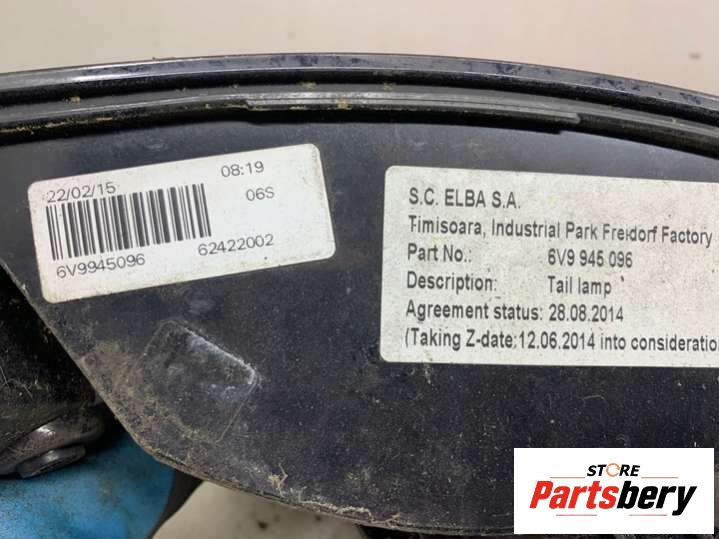 22/02/15 08:19
06S
6V9945096 62422002
S.C. ELBA S.A.
Timisoara, Industrial Park Freidorf Factory
Part No.: 6V9 945 096
Description: Tail lamp
Agreement status: 28.08.2014
(Taking Z-date:12.06.2014 into consideratio
STORE
Partsbery